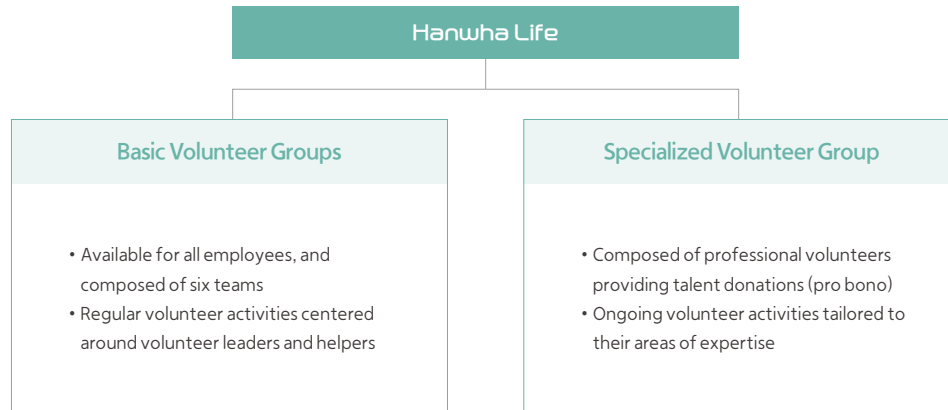 Hanwha Life
Basic Volunteer Groups
• Available for all employees, and
composed of six teams
• Regular volunteer activities centered
around volunteer leaders and helpers
Specialized Volunteer Group
• Composed of professional volunteers
providing talent donations (pro bono)
• Ongoing volunteer activities tailored to
their areas of expertise